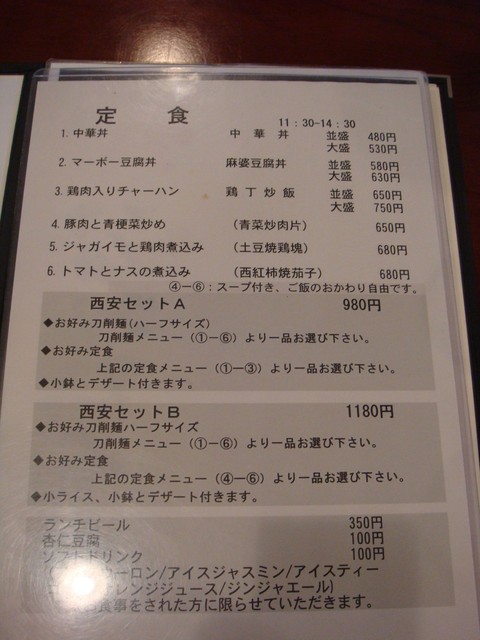 定 食 11:30-14:30
1. 中華丼 中 華 丼 並盛 480円
大盛 530円
2. マーボー豆腐丼 麻婆豆腐丼 並盛 580円
大盛 630円
3. 鶏肉入りチャーハン 鶏 丁 炒 飯 並盛 650円
大盛 750円
4. 豚肉と青梗菜炒め (青菜炒肉片) 650円
5. ジャガイモと鶏肉煮込み (土豆焼鶏塊) 680円
6. トマトとナスの煮込み (西紅柿焼茄子) 680円
④ー⑥:スープ付き、ご飯のおかわり自由です。
西安セットA 980円
◆お好み刀削麺(ハーフサイズ)
刀削麺メニュー(①ー⑥)より一品お選び下さい。
◆お好み定食
上記の定食メニュー(①ー③)より一品お選び下さい。
◆小鉢とデザート付きます。
西安セットB 1180円
◆お好み刀削麺ハーフサイズ
刀削麺メニュー(①ー⑥)より一品お選び下さい。
◆お好み定食
上記の定食メニュー(④ー⑥)より一品お選び下さい。
◆小ライス、小鉢とデザート付きます。
ランチビール 350円
杏仁豆腐 100円
ソフトドリンク 100円
ーロン/アイスジャスミン/アイスティー
レンジジュース/ジンジャエール)
食事をされた方に限らせていただきます。